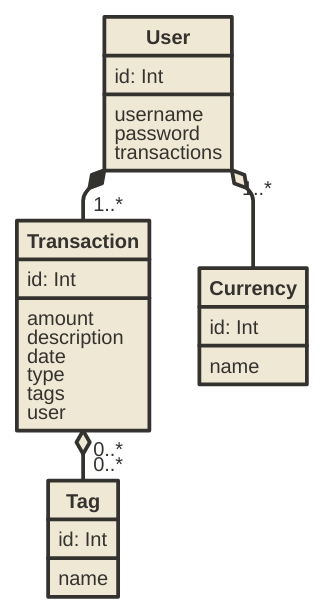 User
id: Int
username
password
transactions
1..*
1..*
Transaction
id: Int
amount
description
date
type
tags
user
Currency
id: Int
name
0..*
0..*
Tag
id: Int
name